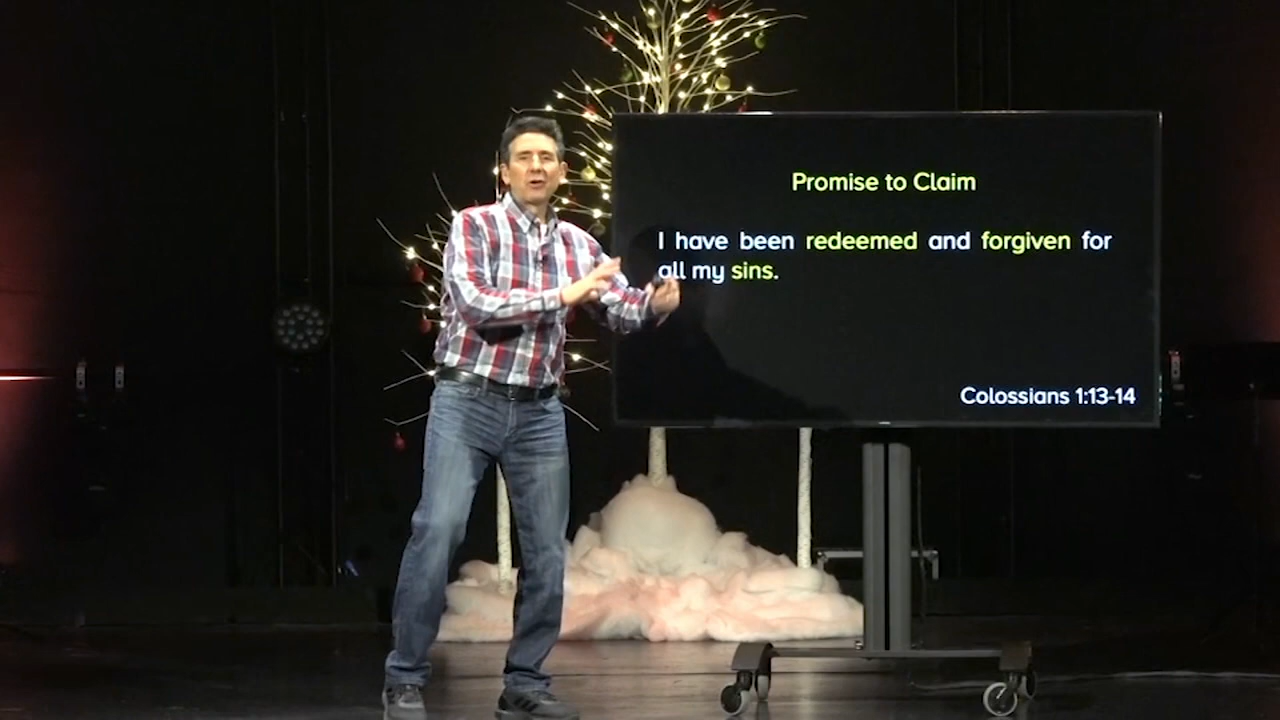 Promise to Claim
I have been redeemed and forgiven for
all my sins.
Colossians 1:13-14